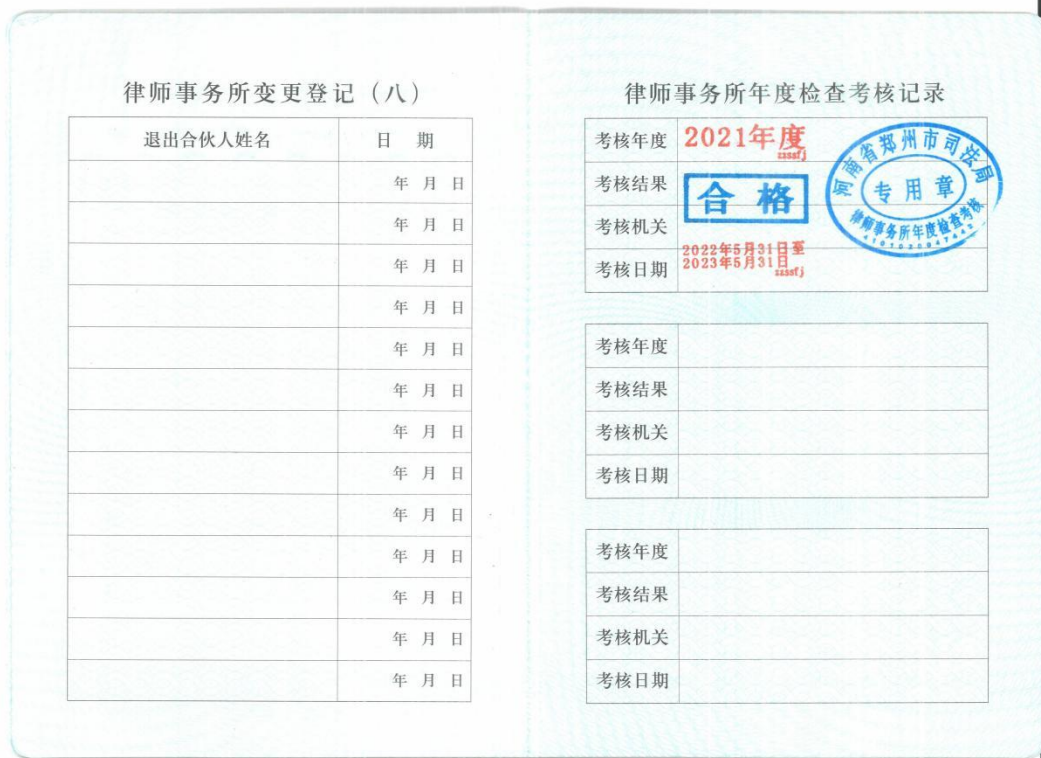 律师事务所变更登记（八）
退出合伙人姓名 日 期
年 月 日
年 月 日
年 月 日
年 月 日
年 月 日
年 月 日
年 月 日
年 月 日
年 月 日
年 月 日
年 月 日
年 月 日
年 月 日
律师事务所年度检查考核记录
考核年度 2021年度
zzssfj
考核结果 合格
考核机关
考核日期 2022年5月31日至
2023年5月31日
zzssfj
河南省郑州市司法局
专用章
律师事务所年度检查考核
考核年度
考核结果
考核机关
考核日期
考核年度
考核结果
考核机关
考核日期